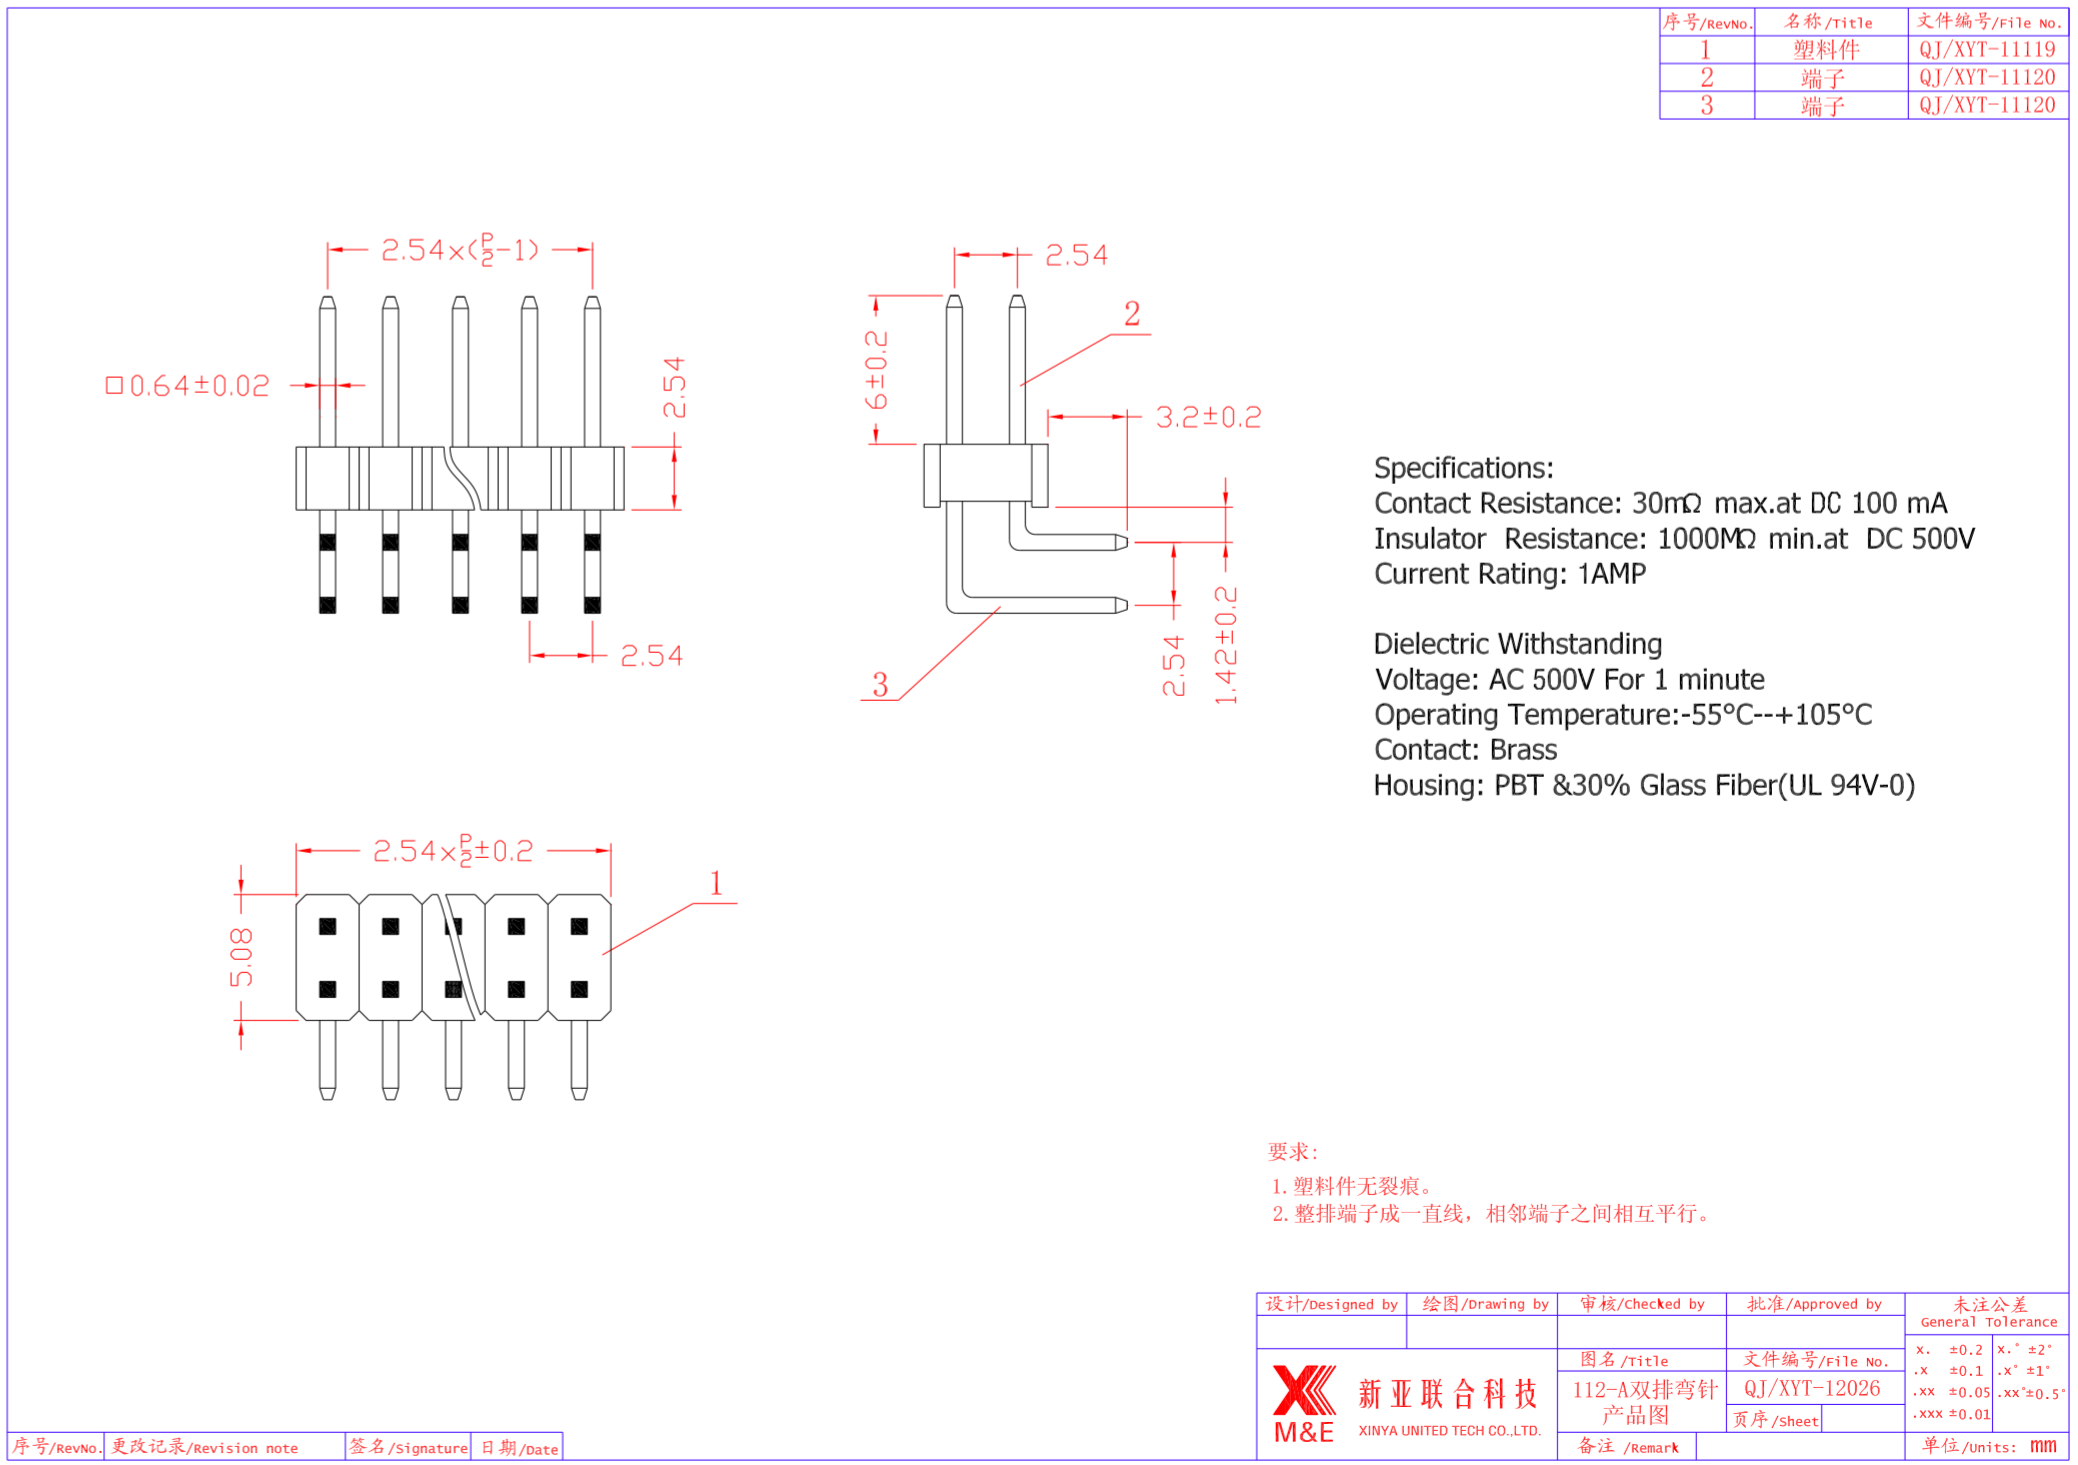 序号/RevNo. 名称/Title 文件编号/File No.
1 塑料件 QJ/XYT-11119
2 端子 QJ/XYT-11120
3 端子 QJ/XYT-11120
2.54×(P/2-1)
2.54
2
□0.64±0.02
2.54
6±0.2
3.2±0.2
2.54
3
2.54
1.42±0.2
Specifications:
Contact Resistance: 30mΩ max.at DC 100 mA
Insulator Resistance: 1000MΩ min.at DC 500V
Current Rating: 1AMP
Dielectric Withstanding
Voltage: AC 500V For 1 minute
Operating Temperature:-55°C--+105°C
Contact: Brass
Housing: PBT &30% Glass Fiber(UL 94V-0)
2.54×P/2±0.2
1
5.08
要求:
1.塑料件无裂痕。
2.整排端子成一直线，相邻端子之间相互平行。
设计/Designed by 绘图/Drawing by 审核/Checked by 批准/Approved by 未注公差
General Tolerance
x. ±0.2 x.° ±2°
.x ±0.1 .x° ±1°
.xx ±0.05 .xx°±0.5°
.xxx ±0.01
图名/Title 文件编号/File No.
112-A双排弯针 QJ/XYT-12026
产品图
页序/Sheet
新亚联合科技
M&E XINYA UNITED TECH CO.,LTD.
备注/Remark 单位/Units: mm
序号/RevNo. 更改记录/Revision note 签名/Signature 日期/Date